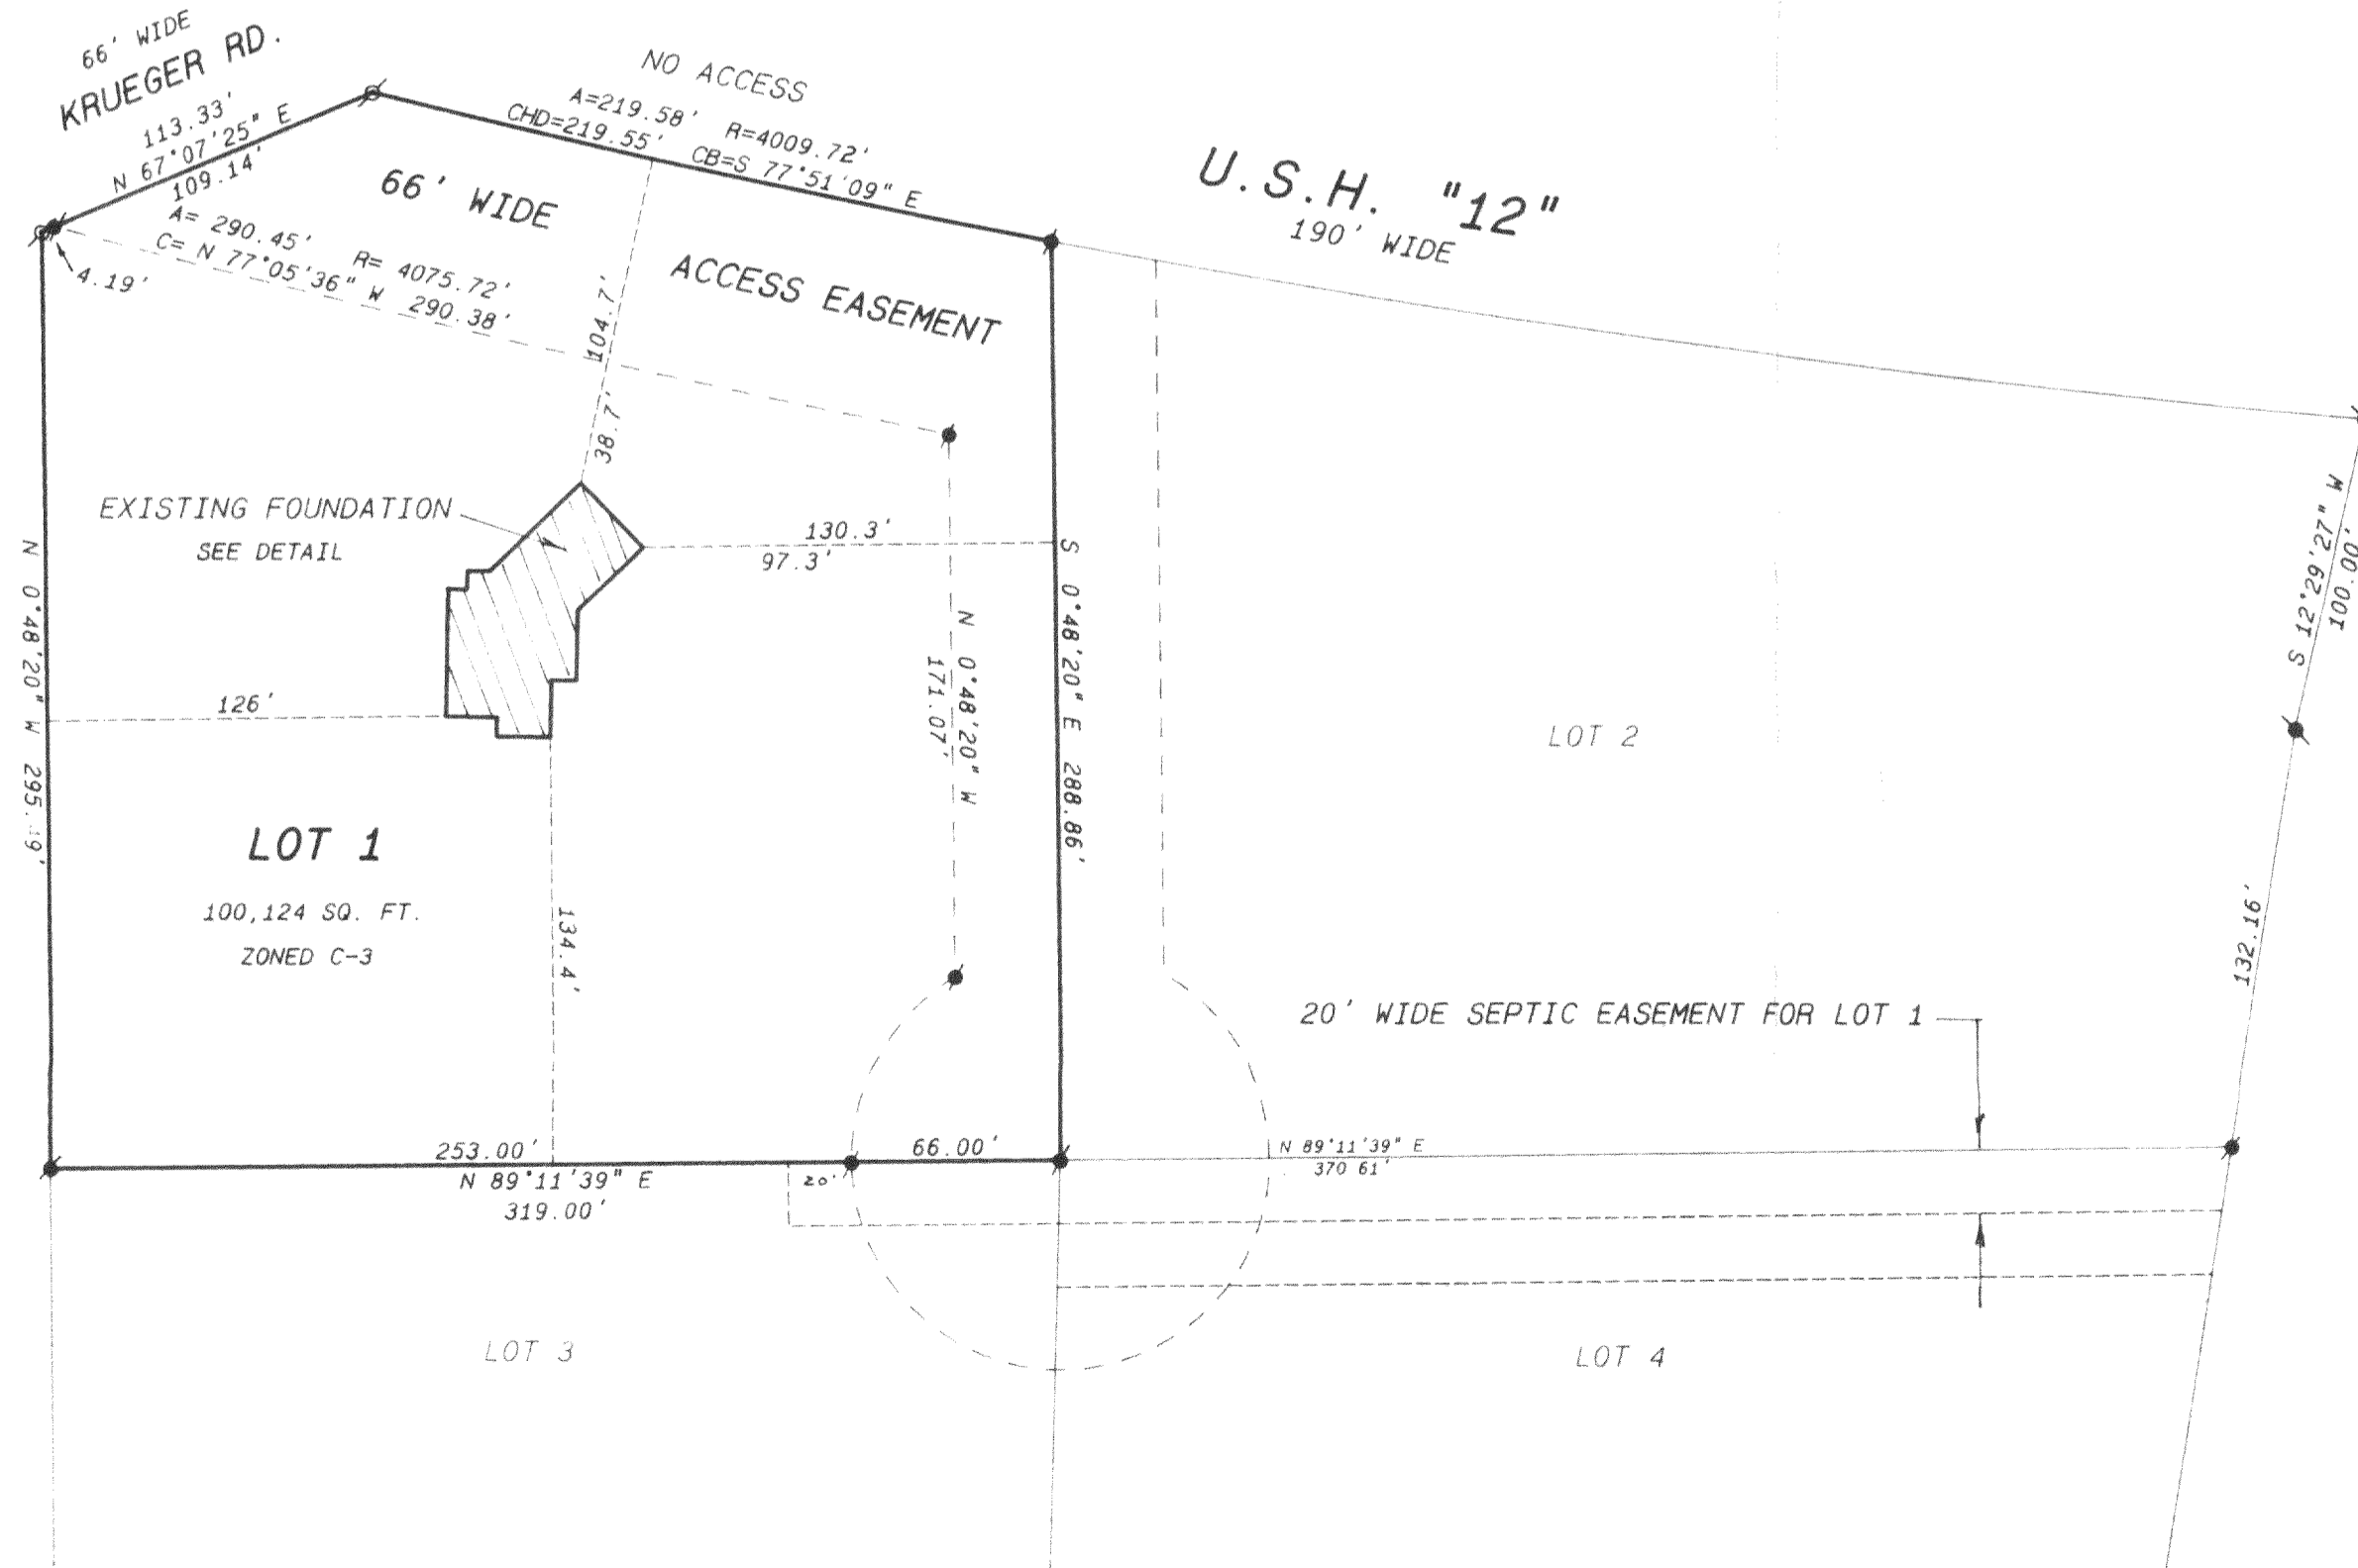 66' WIDE
KRUEGER RD.
113.33'
N 67°07'25" E
109.14'
A= 290.45' R= 4075.72'
C= N 77°05'36" W 290.38'
4.19'
NO ACCESS
A=219.58' R=4009.72'
CHD=219.55' CB=S 77°51'09" E
66' WIDE
ACCESS EASEMENT
U.S.H. "12"
190' WIDE
104.7'
38.7'
EXISTING FOUNDATION
SEE DETAIL
130.3'
97.3'
N 0°48'20" W
171.07'
S 0°48'20" E 288.86'
N 0°48'20" W
126'
LOT 1
100,124 SQ. FT.
ZONED C-3
134.4'
LOT 2
S 12°29'27" W
100.00'
132.16'
20' WIDE SEPTIC EASEMENT FOR LOT 1
253.00'
66.00'
N 89°11'39" E
319.00'
20'
N 89°11'39" E
370 61'
LOT 3
LOT 4